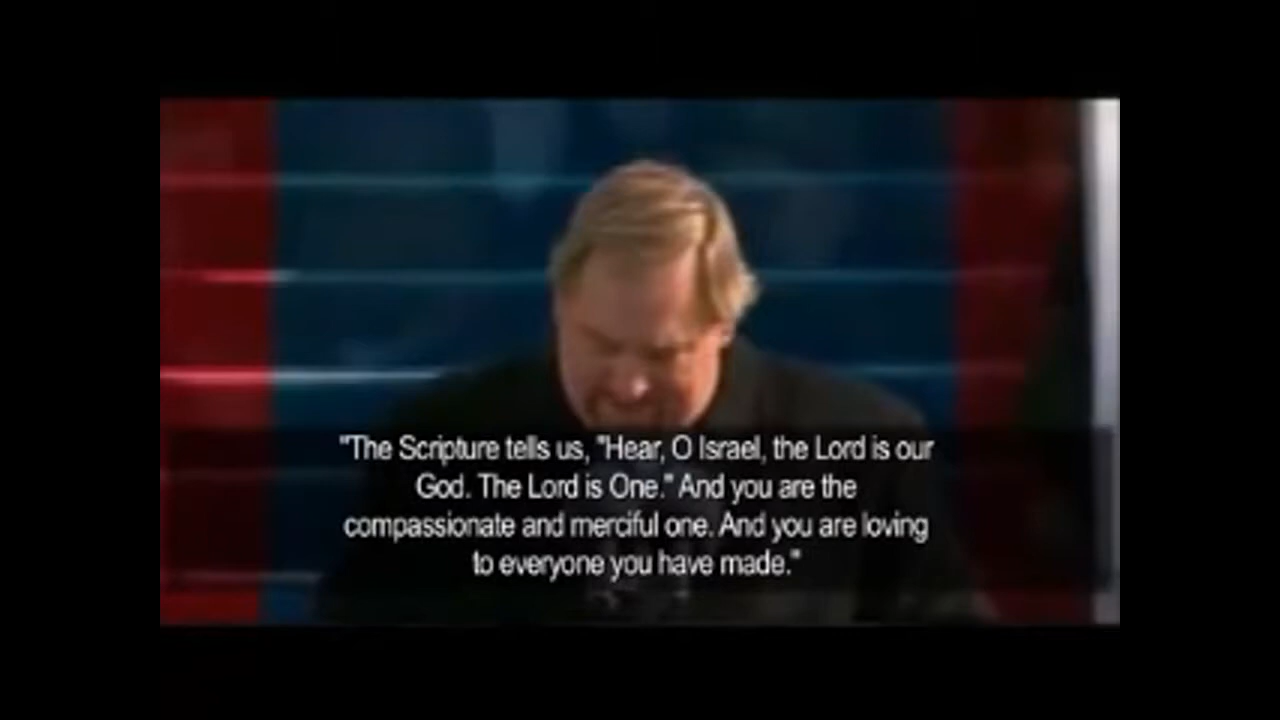 "The Scripture tells us, "Hear, O Israel, the Lord is our
God. The Lord is One." And you are the
compassionate and merciful one. And you are loving
to everyone you have made."